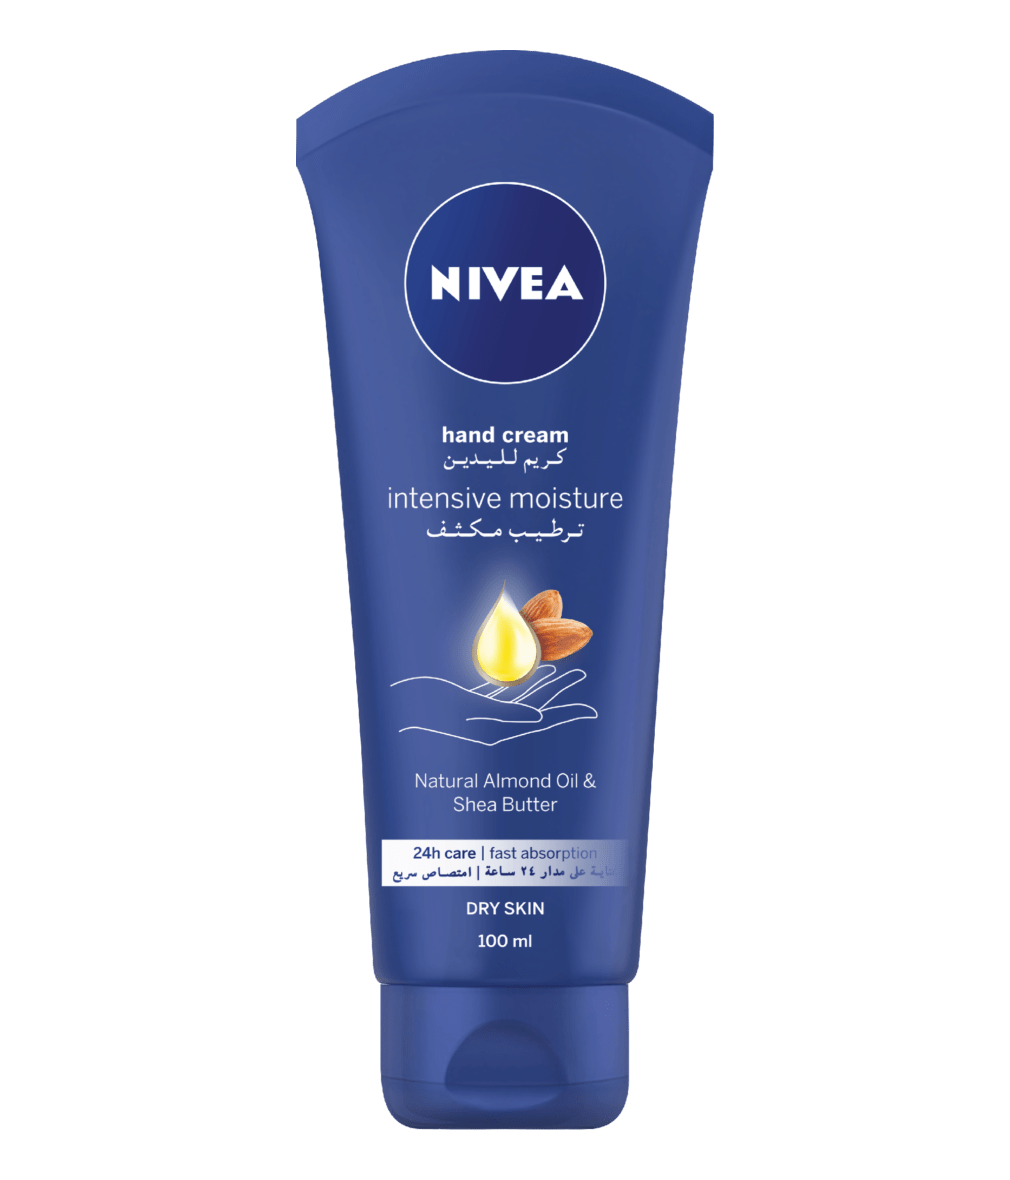 NIVEA
hand cream
كريم لليدين
intensive moisture
ترطيب مكثف
Natural Almond Oil &
Shea Butter
24h care | fast absorption
عناية على مدار ٢٤ ساعة | امتصاص سريع
DRY SKIN
100 ml